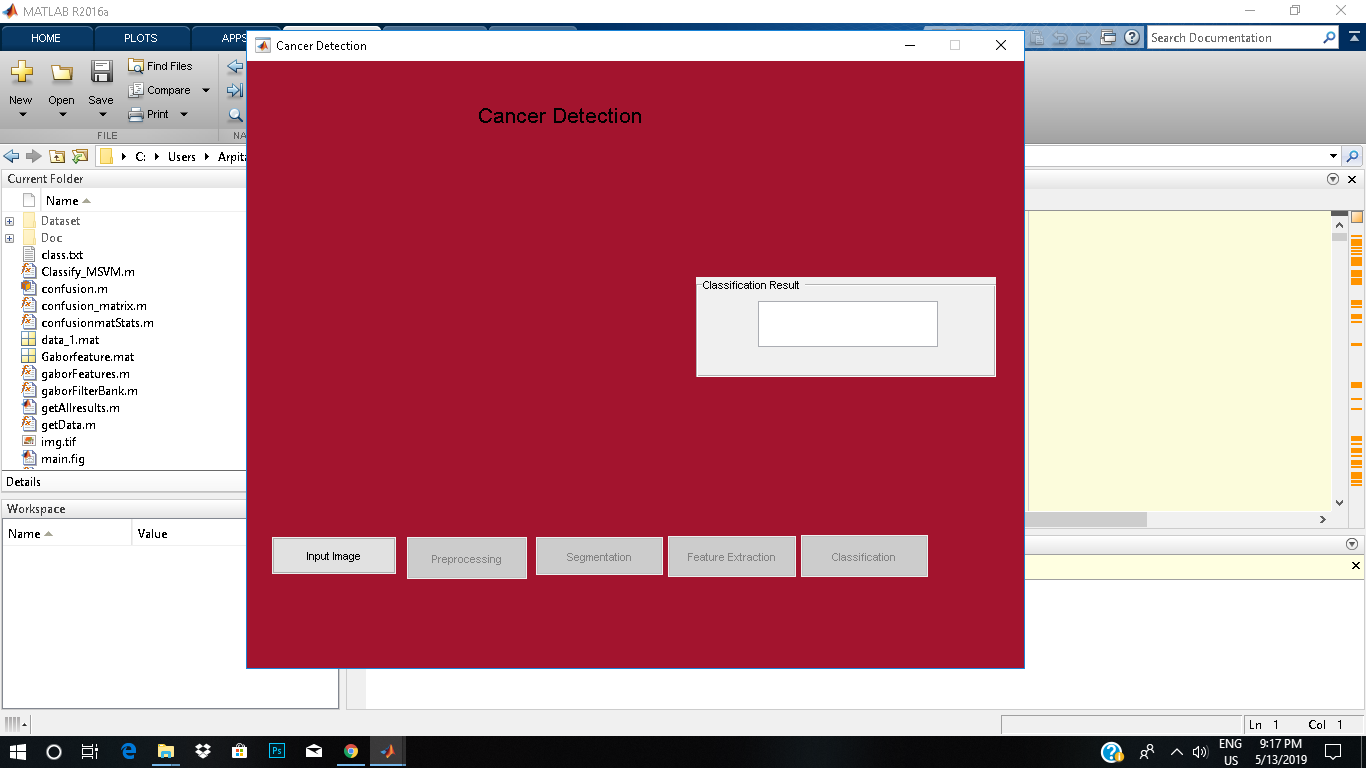 MATLAB R2016a
HOME
PLOTS
APPS
Search Documentation
New
Open
Save
Find Files
Compare
Print
FILE
NA
C:
Users
Arpita
Current Folder
Name
Dataset
Doc
class.txt
Classify_MSVM.m
confusion.m
confusion_matrix.m
confusionmatStats.m
data_1.mat
Gaborfeature.mat
gaborFeatures.m
gaborFilterBank.m
getAllresults.m
getData.m
img.tif
main.fig
Details
Workspace
Name
Value
Cancer Detection
Cancer Detection
Classification Result
Input Image
Preprocessing
Segmentation
Feature Extraction
Classification
Ln 1 Col 1
ENG
US
9:17 PM
5/13/2019